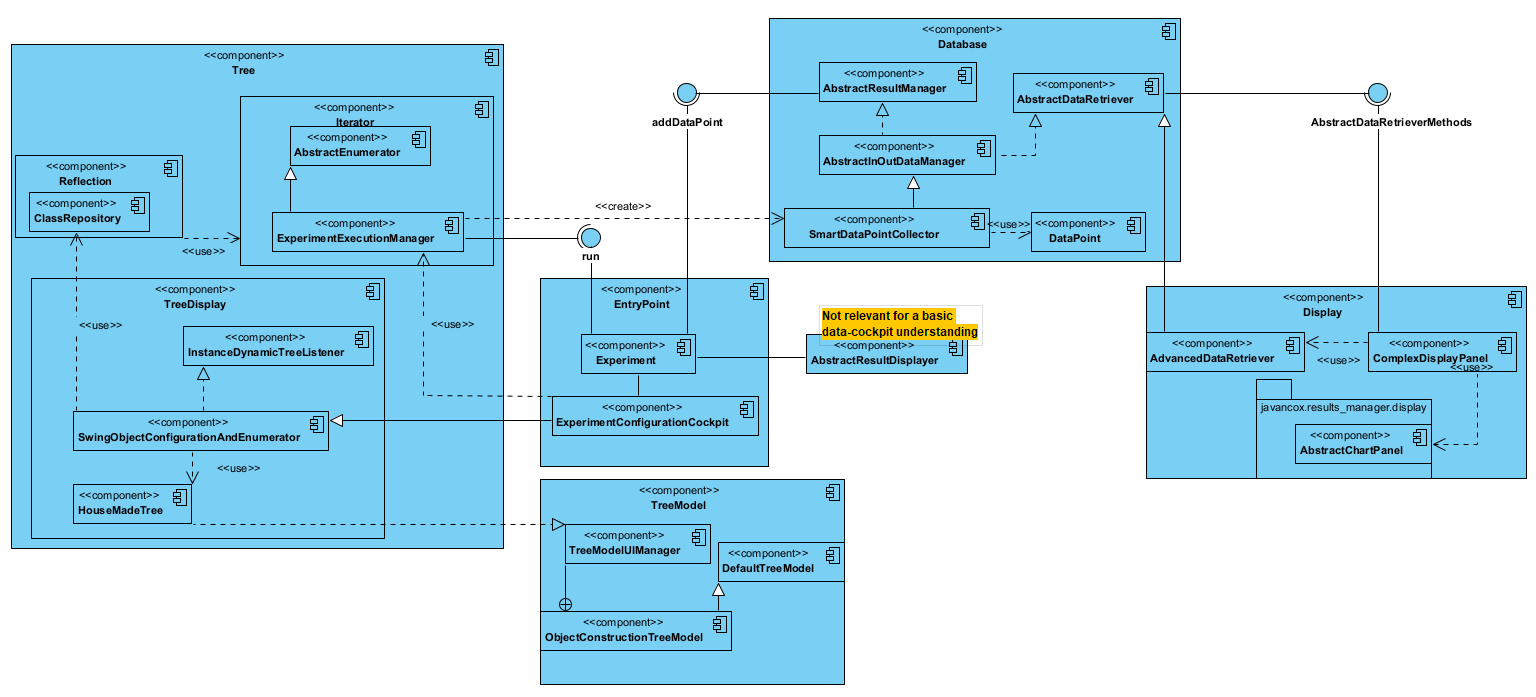 <<component>>
Tree
<<component>>
Iterator
<<component>>
AbstractEnumerator
<<component>>
Reflection
<<component>>
ClassRepository
<<component>>
ExperimentExecutionManager
<<use>>
<<create>>
run
<<component>>
TreeDisplay
<<use>>
<<component>>
InstanceDynamicTreeListener
<<use>>
<<component>>
SwingObjectConfigurationAndEnumerator
<<use>>
<<component>>
HouseMadeTree
<<component>>
Database
<<component>>
AbstractResultManager
<<component>>
AbstractDataRetriever
addDataPoint
AbstractDataRetrieverMethods
<<component>>
AbstractInOutDataManager
<<component>>
SmartDataPointCollector
<<use>>
<<component>>
DataPoint
<<component>>
EntryPoint
<<component>>
Experiment
<<component>>
ExperimentConfigurationCockpit
Not relevant for a basic
data-cockpit understanding
<<component>>
AbstractResultDisplayer
<<component>>
Display
<<component>>
AdvancedDataRetriever
<<use>>
<<component>>
ComplexDisplayPanel
<<use>>
javancox.results_manager.display
<<component>>
AbstractChartPanel
<<component>>
TreeModel
<<component>>
TreeModelUIManager
<<component>>
DefaultTreeModel
<<component>>
ObjectConstructionTreeModel